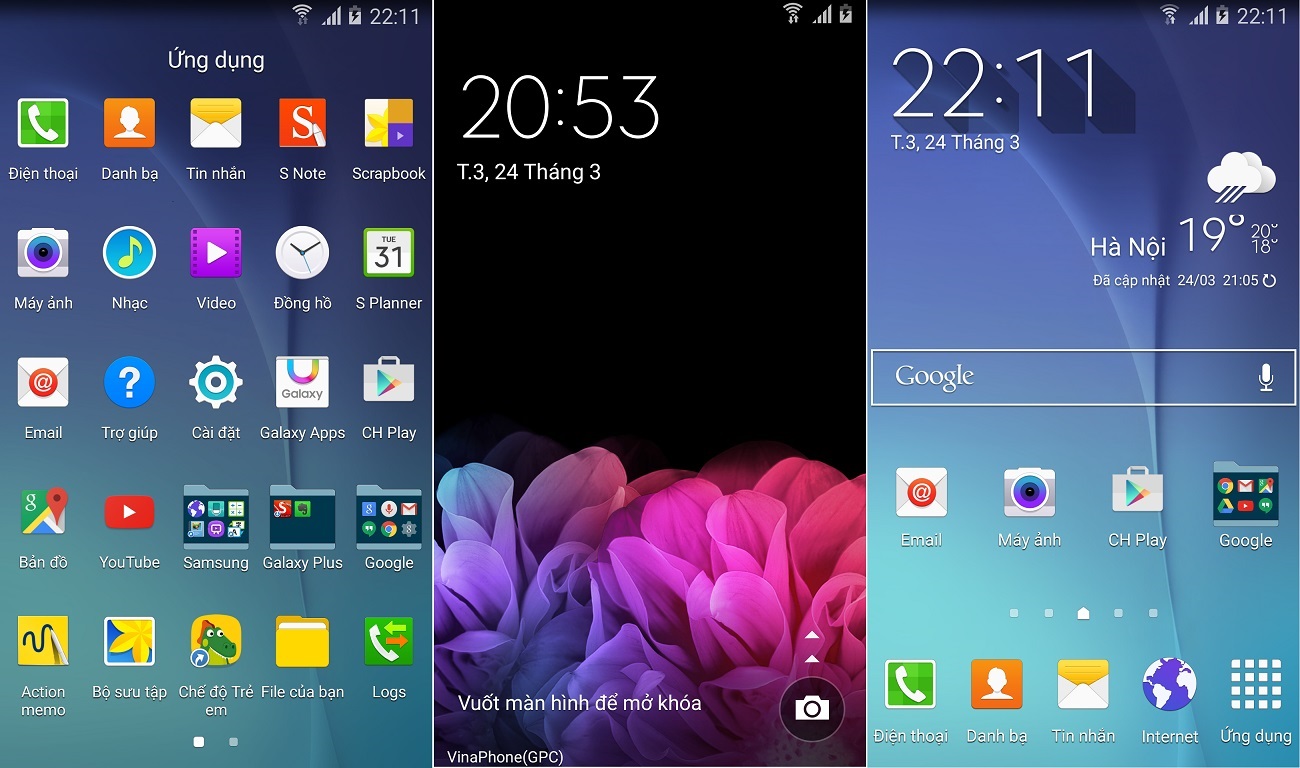 22:11
Ứng dụng
Điện thoại Danh bạ Tin nhắn S Note Scrapbook
TUE
31
Máy ảnh Nhạc Video Đồng hồ S Planner
Galaxy
Email Trợ giúp Cài đặt Galaxy Apps CH Play
Bản đồ YouTube Samsung Galaxy Plus Google
Action memo Bộ sưu tập Chế độ Trẻ em File của bạn Logs
20:53
T.3, 24 Tháng 3
Vuốt màn hình để mở khóa
VinaPhone(GPC)
22:11
22:11
T.3, 24 Tháng 3
Hà Nội 19° 20° 18°
Đã cập nhật 24/03 21:05
Google
Email Máy ảnh CH Play Google
Điện thoại Danh bạ Tin nhắn Internet Ứng dụng